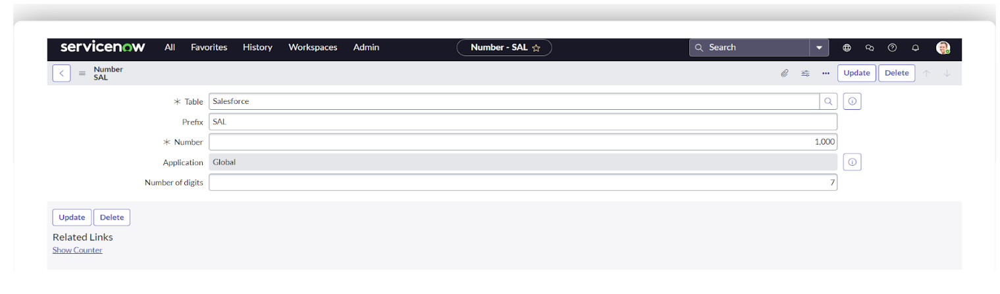 servicenow All Favorites History Workspaces Admin Number - SAL Search
Number
SAL
Update Delete
Table Salesforce
Prefix SAL
Number 1,000
Application Global
Number of digits 7
Update Delete
Related Links
Show Counter